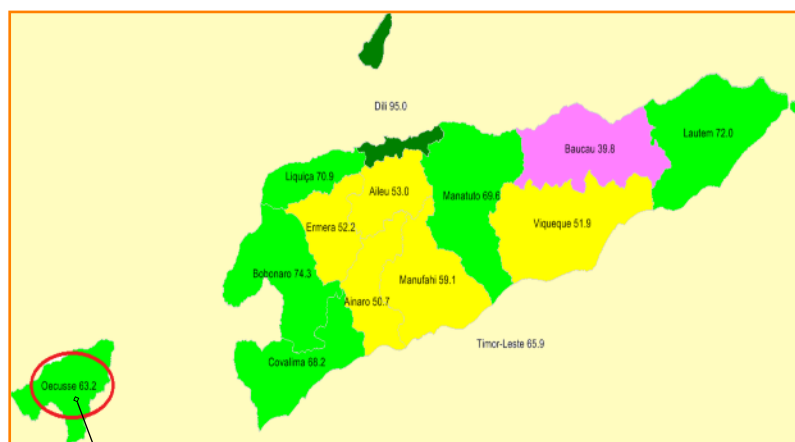 Dili 95.0
Lautem 72.0
Baucau 39.8
Liquiça 70.9
Aileu 53.0
Manatuto 69.6
Viqueque 51.9
Ermera 52.2
Bobonaro 74.3
Manufahi 59.1
Ainaro 50.7
Timor-Leste 65.9
Covalima 68.2
Oecusse 63.2